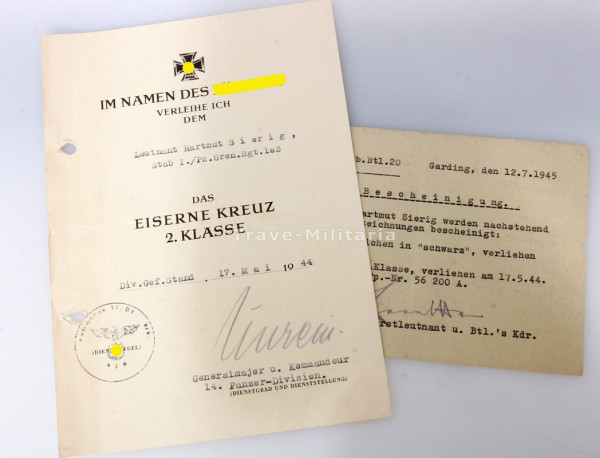 IM NAMEN DES
VERLEIHE ICH
DEM
Leutnant Hartmut Sierig,
Stab I./Pz.Gren.Rgt.103
DAS
EISERNE KREUZ
2. KLASSE
Div.Gef.Stand, 17. Mai 1944
(DIENSTSIEGEL)
Generalmajor u. Kommandeur
14. Panzer-Division.
(DIENSTGRAD UND DIENSTSTELLUNG)
b.Btl.20 Garding, den 12.7.1945
Bescheinigung.
artmut Sierig werden nachstehend
eichnungen bescheinigt:
ichen in "schwarz", verliehen
.Klasse, verliehen am 17.5.44.
p.-Nr. 56 200 A.
rstleutnant u. Btl.'s Kdr.
Trave-Militaria